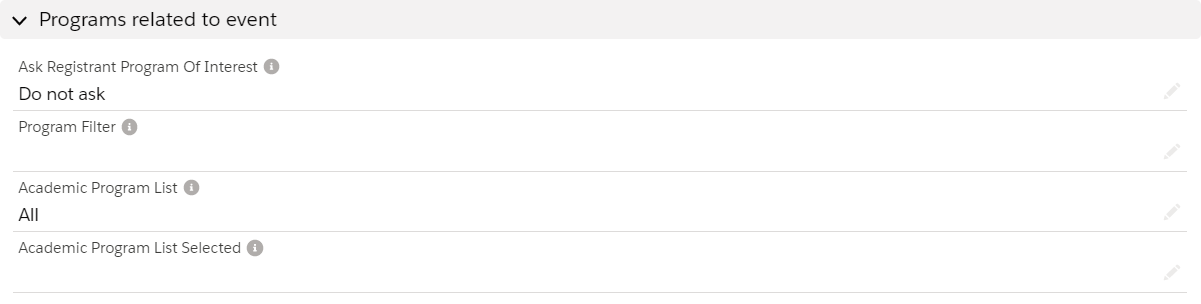 Programs related to event
Ask Registrant Program Of Interest
Do not ask
Program Filter
Academic Program List
All
Academic Program List Selected